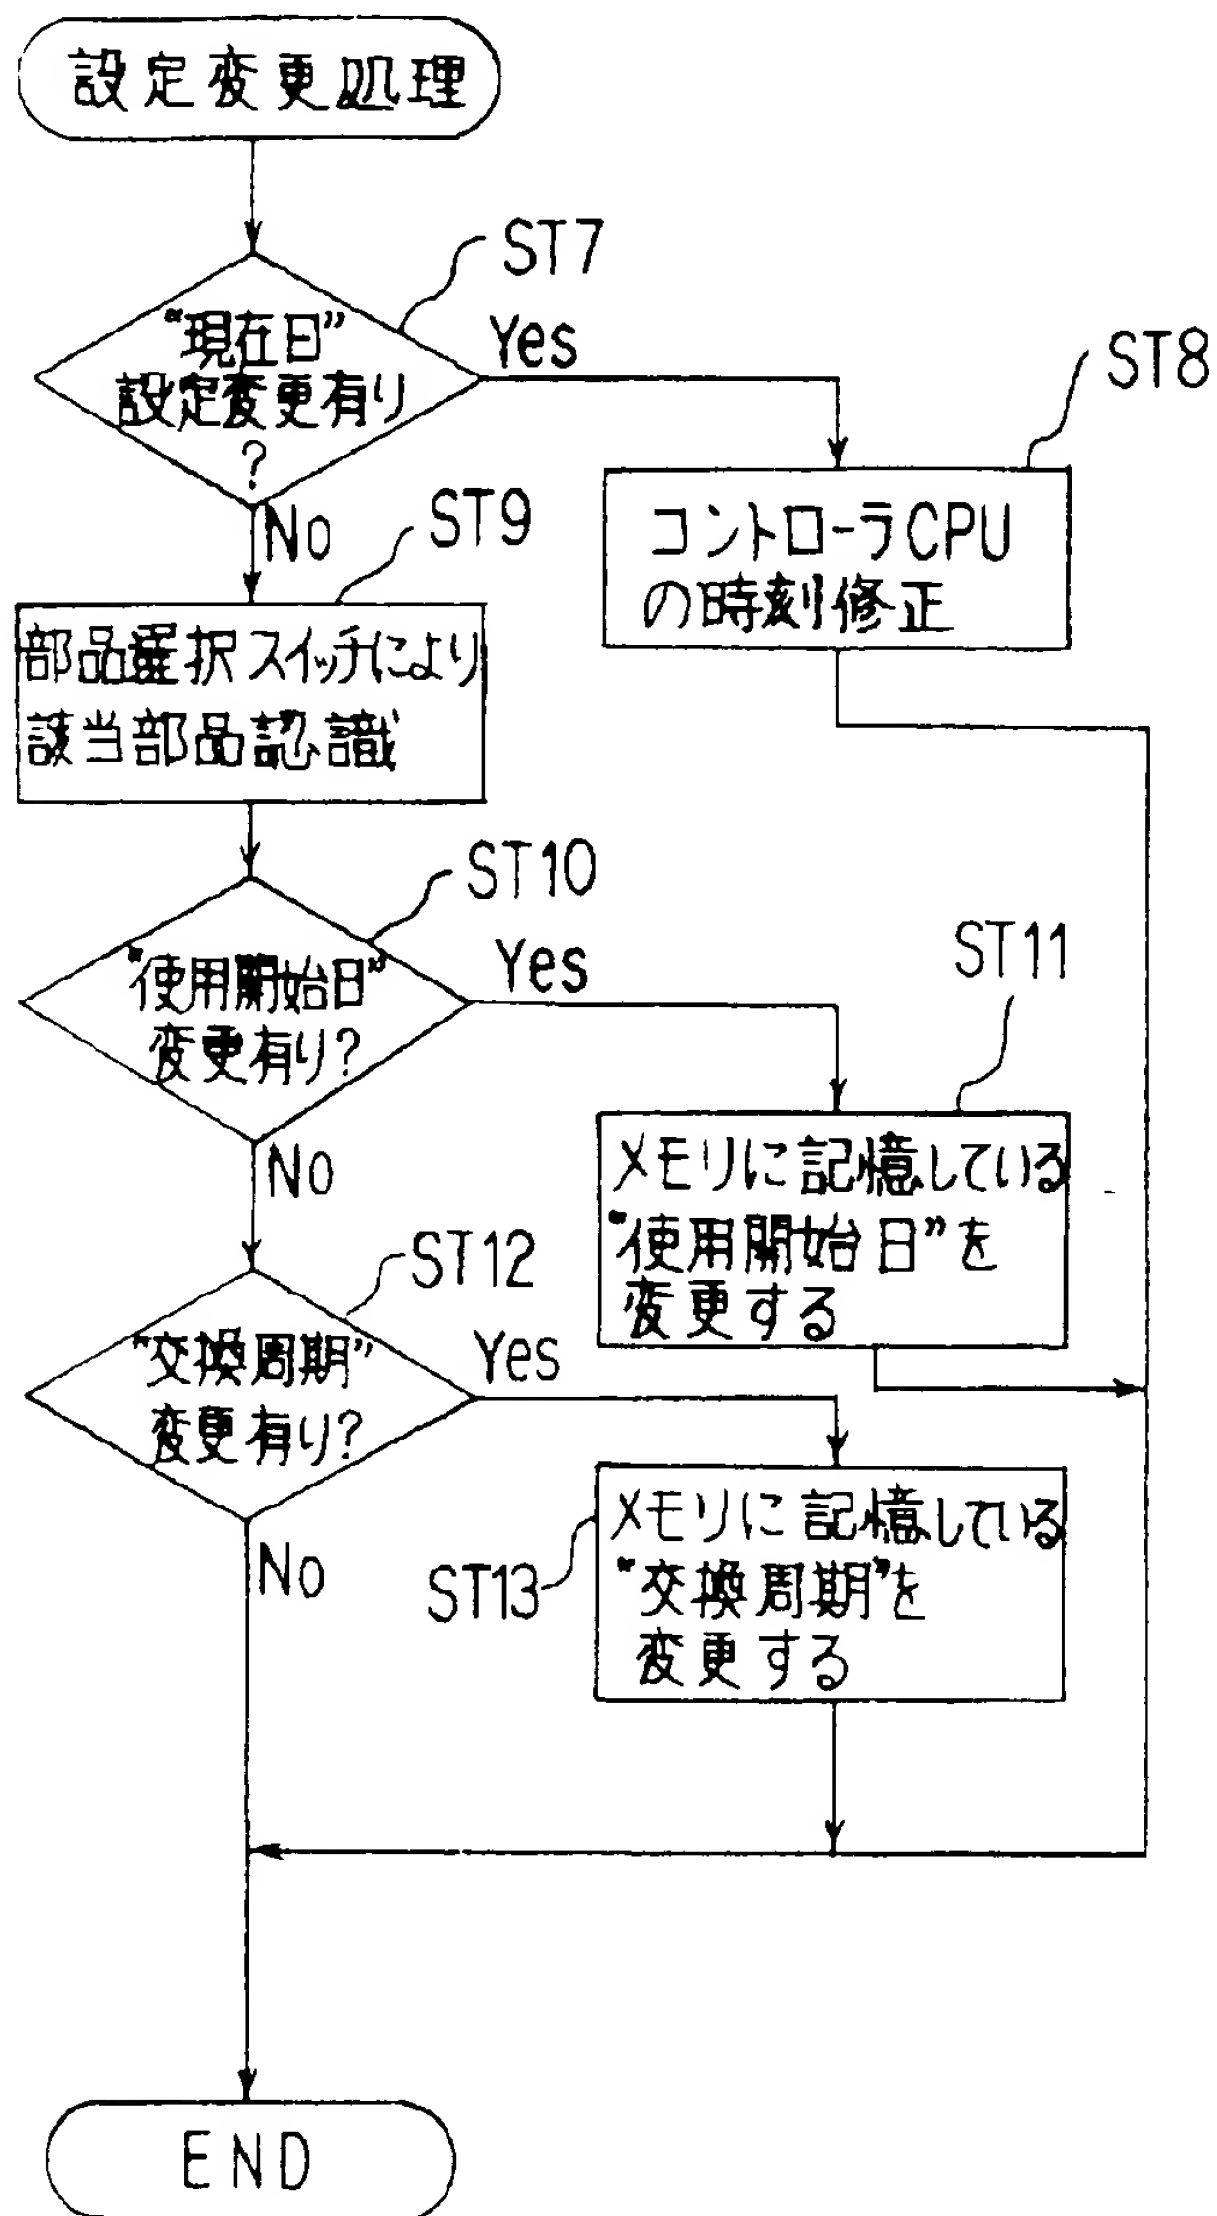 設定変更処理
ST7
“現在日”
設定変更有り
?
Yes
No
ST8
コントローラCPU
の時刻修正
ST9
部品選択スイッチにより
該当部品認識
ST10
“使用開始日”
変更有り?
Yes
No
ST11
メモリに記憶している
“使用開始日”を
変更する
ST12
“交換周期”
変更有り?
Yes
No
ST13
メモリに記憶している
“交換周期”を
変更する
END